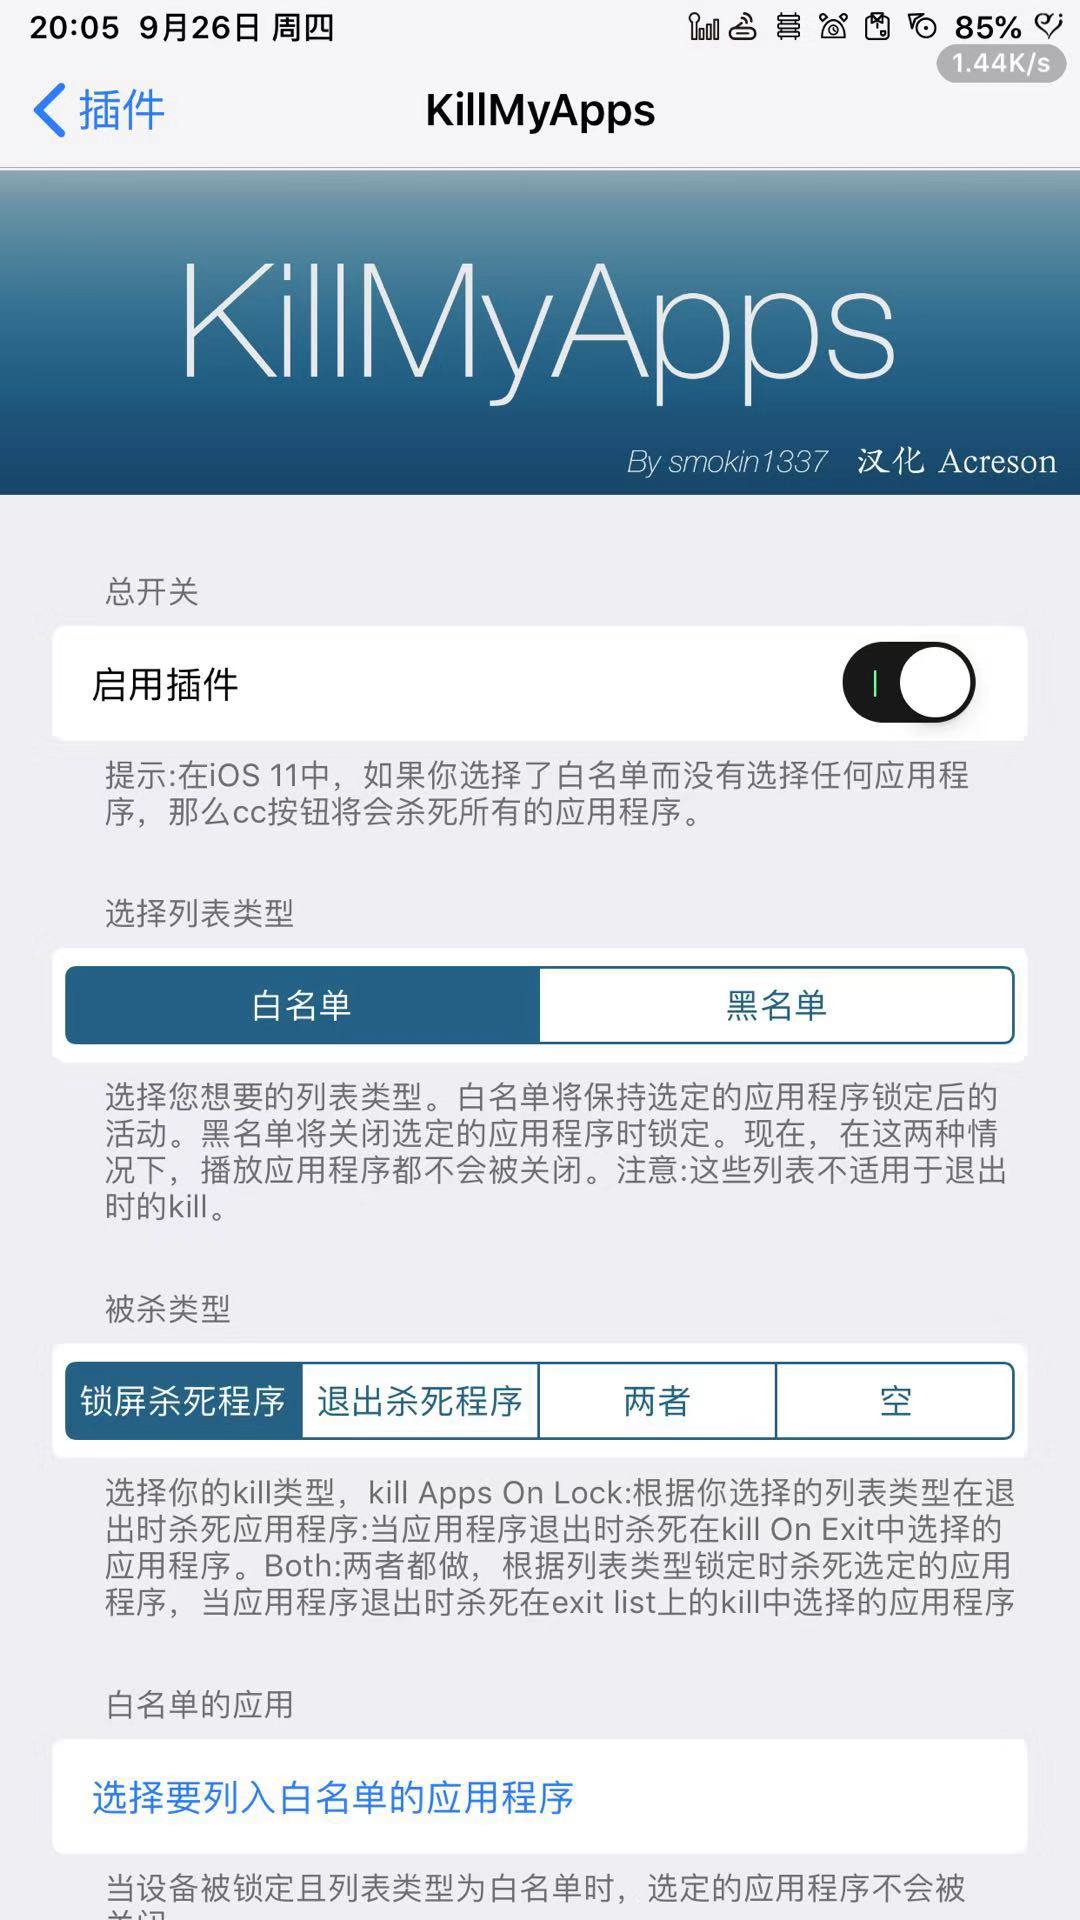 20:05 9月26日 周四
85%
1.44K/s
插件
KillMyApps
KillMyApps
By smokin1337 汉化 Acreson
总开关
启用插件
提示:在iOS 11中，如果你选择了白名单而没有选择任何应用程
序，那么cc按钮将会杀死所有的应用程序。
选择列表类型
白名单 黑名单
选择您想要的列表类型。白名单将保持选定的应用程序锁定后的
活动。黑名单将关闭选定的应用程序时锁定。现在，在这两种情
况下，播放应用程序都不会被关闭。注意:这些列表不适用于退出
时的kill。
被杀类型
锁屏杀死程序 退出杀死程序 两者 空
选择你的kill类型，kill Apps On Lock:根据你选择的列表类型在退
出时杀死应用程序:当应用程序退出时杀死在kill On Exit中选择的
应用程序。Both:两者都做，根据列表类型锁定时杀死选定的应用
程序，当应用程序退出时杀死在exit list上的kill中选择的应用程序
白名单的应用
选择要列入白名单的应用程序
当设备被锁定且列表类型为白名单时，选定的应用程序不会被